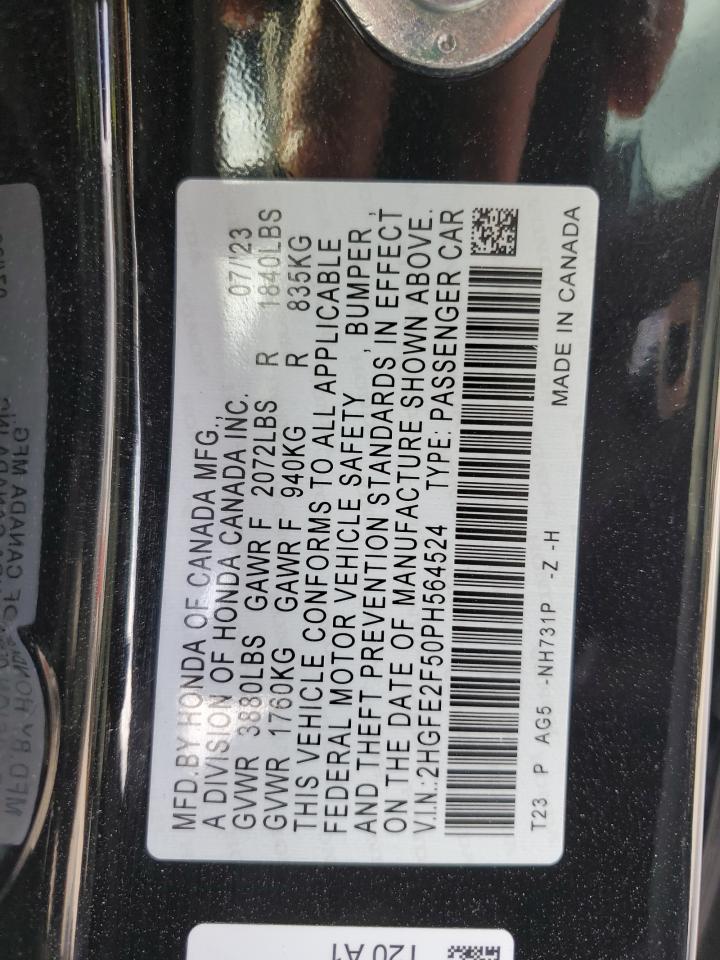 MFD.BY HONDA OF CANADA MFG.,
A DIVISION OF HONDA CANADA INC. 07/'23
GVWR 3880LBS GAWR F 2072LBS R 1840LBS
GVWR 1760KG GAWR F 940KG R 835KG
THIS VEHICLE CONFORMS TO ALL APPLICABLE
FEDERAL MOTOR VEHICLE SAFETY , BUMPER ,
AND THEFT PREVENTION STANDARDS IN EFFECT
ON THE DATE OF MANUFACTURE SHOWN ABOVE.
V.I.N.:2HGFE2F50PH564524 TYPE: PASSENGER CAR
T23 P AG5 -NH731P -Z -H
MADE IN CANADA
T20 A1